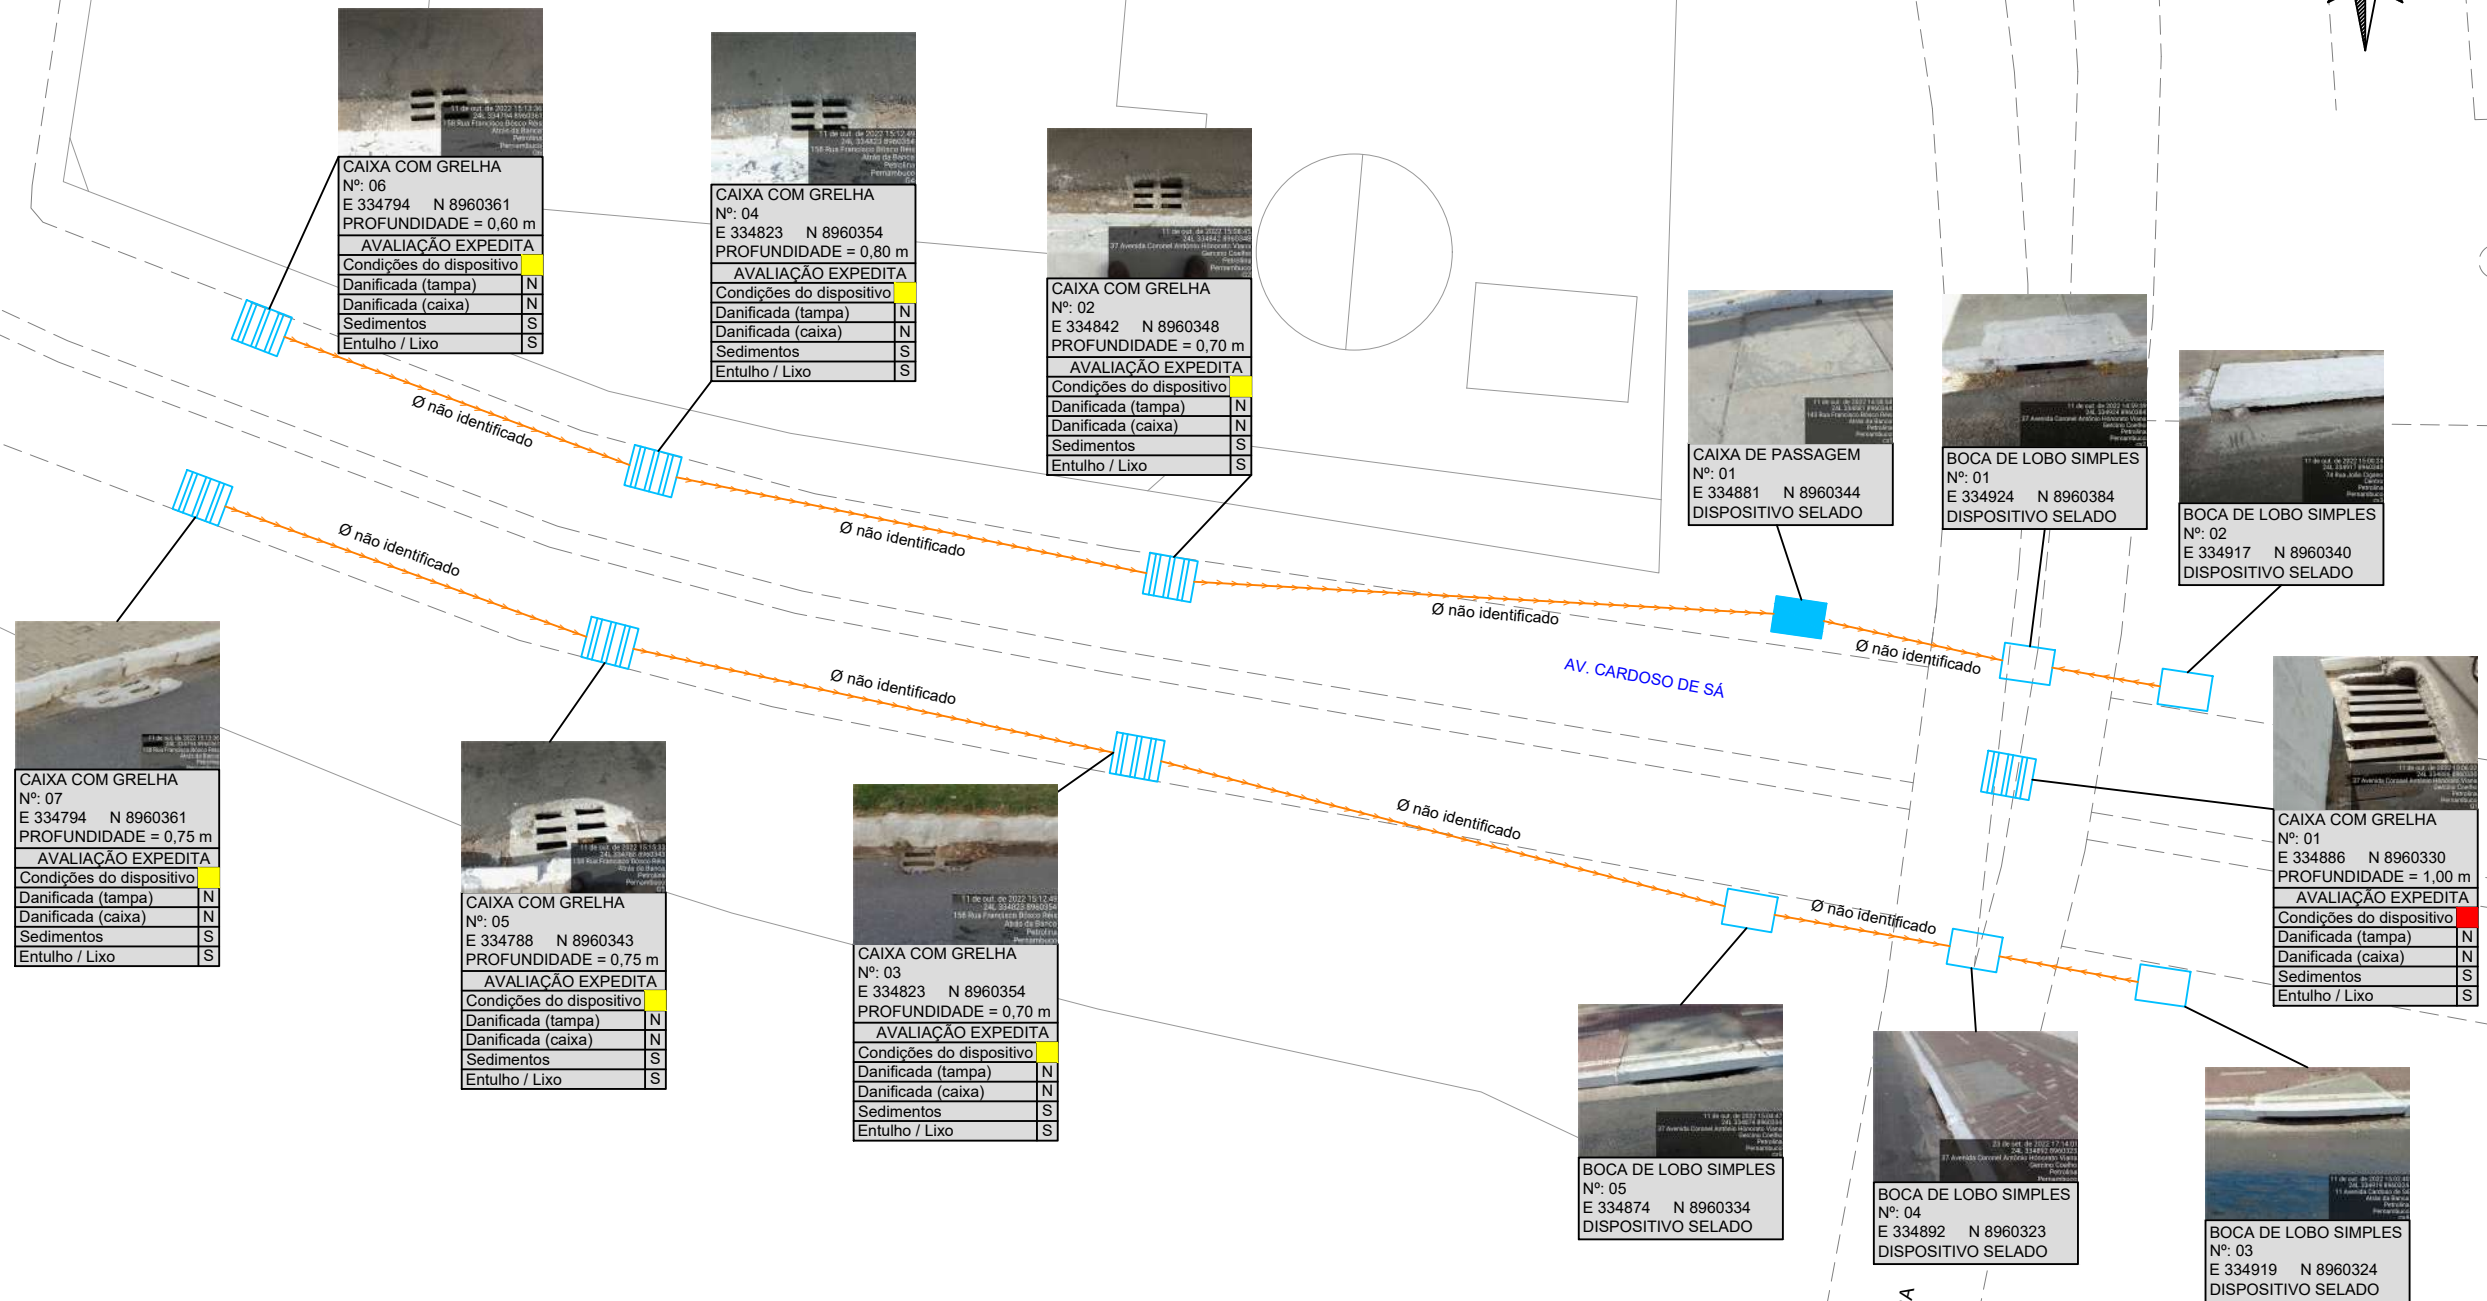 CAIXA COM GRELHA
Nº: 06
E 334794 N 8960361
PROFUNDIDADE = 0,60 m
AVALIAÇÃO EXPEDITA
Condições do dispositivo
Danificada (tampa) N
Danificada (caixa) N
Sedimentos S
Entulho / Lixo S
CAIXA COM GRELHA
Nº: 04
E 334823 N 8960354
PROFUNDIDADE = 0,80 m
AVALIAÇÃO EXPEDITA
Condições do dispositivo
Danificada (tampa) N
Danificada (caixa) N
Sedimentos S
Entulho / Lixo S
CAIXA COM GRELHA
Nº: 02
E 334842 N 8960348
PROFUNDIDADE = 0,70 m
AVALIAÇÃO EXPEDITA
Condições do dispositivo
Danificada (tampa) N
Danificada (caixa) N
Sedimentos S
Entulho / Lixo S
CAIXA DE PASSAGEM
Nº: 01
E 334881 N 8960344
DISPOSITIVO SELADO
BOCA DE LOBO SIMPLES
Nº: 01
E 334924 N 8960384
DISPOSITIVO SELADO
BOCA DE LOBO SIMPLES
Nº: 02
E 334917 N 8960340
DISPOSITIVO SELADO
Ø não identificado
Ø não identificado
Ø não identificado
Ø não identificado
AV. CARDOSO DE SÁ
Ø não identificado
Ø não identificado
Ø não identificado
Ø não identificado
CAIXA COM GRELHA
Nº: 07
E 334794 N 8960361
PROFUNDIDADE = 0,75 m
AVALIAÇÃO EXPEDITA
Condições do dispositivo
Danificada (tampa) N
Danificada (caixa) N
Sedimentos S
Entulho / Lixo S
CAIXA COM GRELHA
Nº: 05
E 334788 N 8960343
PROFUNDIDADE = 0,75 m
AVALIAÇÃO EXPEDITA
Condições do dispositivo
Danificada (tampa) N
Danificada (caixa) N
Sedimentos S
Entulho / Lixo S
CAIXA COM GRELHA
Nº: 03
E 334823 N 8960354
PROFUNDIDADE = 0,70 m
AVALIAÇÃO EXPEDITA
Condições do dispositivo
Danificada (tampa) N
Danificada (caixa) N
Sedimentos S
Entulho / Lixo S
CAIXA COM GRELHA
Nº: 01
E 334886 N 8960330
PROFUNDIDADE = 1,00 m
AVALIAÇÃO EXPEDITA
Condições do dispositivo
Danificada (tampa) N
Danificada (caixa) N
Sedimentos S
Entulho / Lixo S
BOCA DE LOBO SIMPLES
Nº: 05
E 334874 N 8960334
DISPOSITIVO SELADO
BOCA DE LOBO SIMPLES
Nº: 04
E 334892 N 8960323
DISPOSITIVO SELADO
BOCA DE LOBO SIMPLES
Nº: 03
E 334919 N 8960324
DISPOSITIVO SELADO